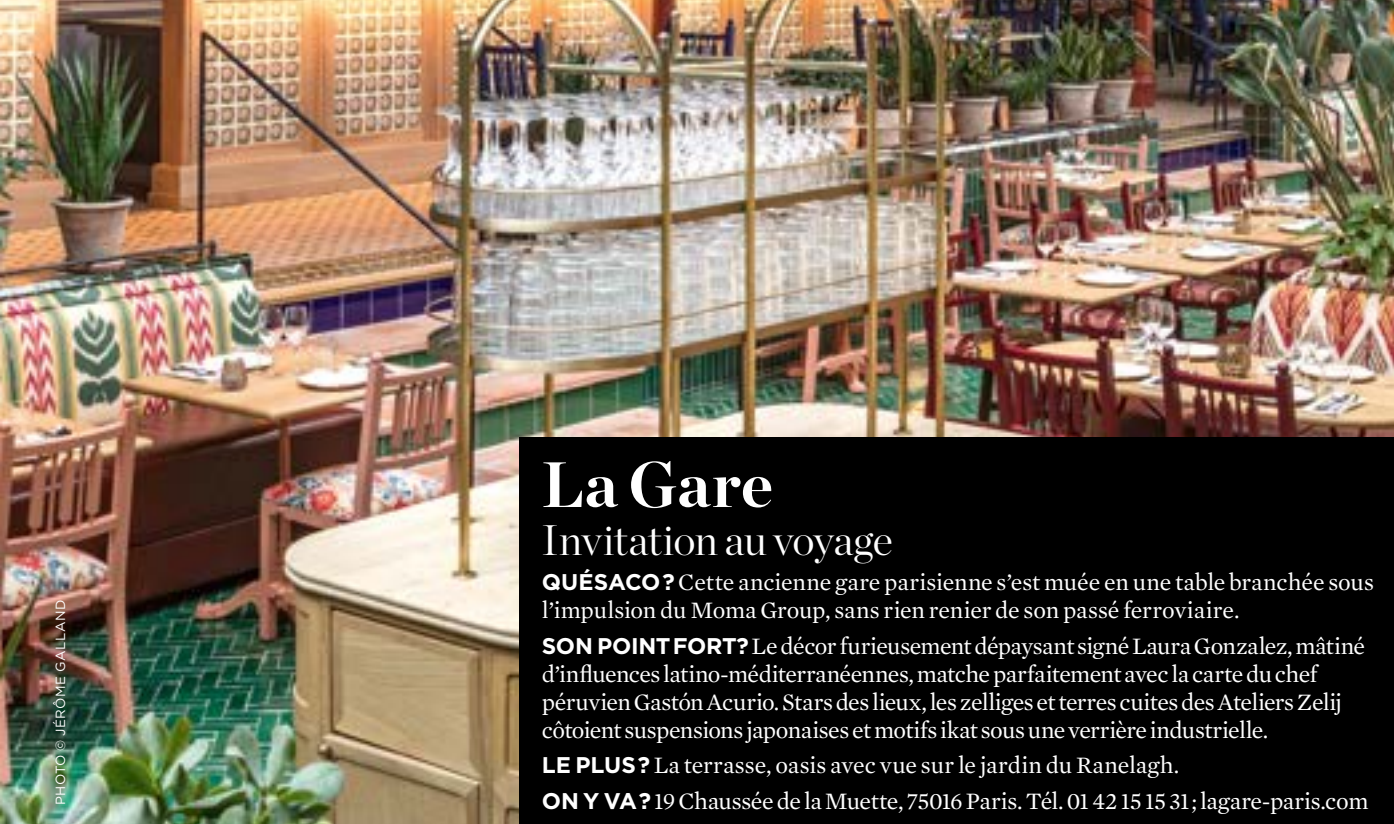 La Gare
Invitation au voyage
QUÉSACO ? Cette ancienne gare parisienne s’est muée en une table branchée sous
l’impulsion du Moma Group, sans rien renier de son passé ferroviaire.
SON POINT FORT ? Le décor furieusement dépaysant signé Laura Gonzalez, mâtiné
d’influences latino-méditerranéennes, matche parfaitement avec la carte du chef
péruvien Gastón Acurio. Stars des lieux, les zelliges et terres cuites des Ateliers Zelij
côtoient suspensions japonaises et motifs ikat sous une verrière industrielle.
LE PLUS ? La terrasse, oasis avec vue sur le jardin du Ranelagh.
ON Y VA ? 19 Chaussée de la Muette, 75016 Paris. Tél. 01 42 15 15 31 ; lagare-paris.com
PHOTO © JÉRÔME GALLAND